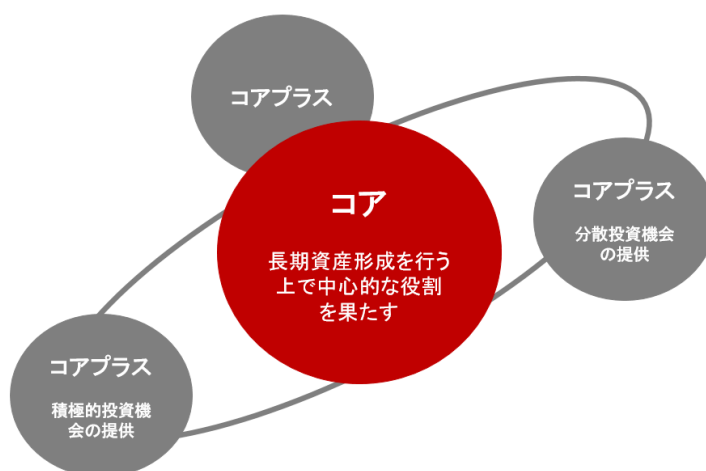 コアプラス
コア
長期資産形成を行う
上で中心的な役割
を果たす
コアプラス
分散投資機会
の提供
コアプラス
積極的投資機
会の提供